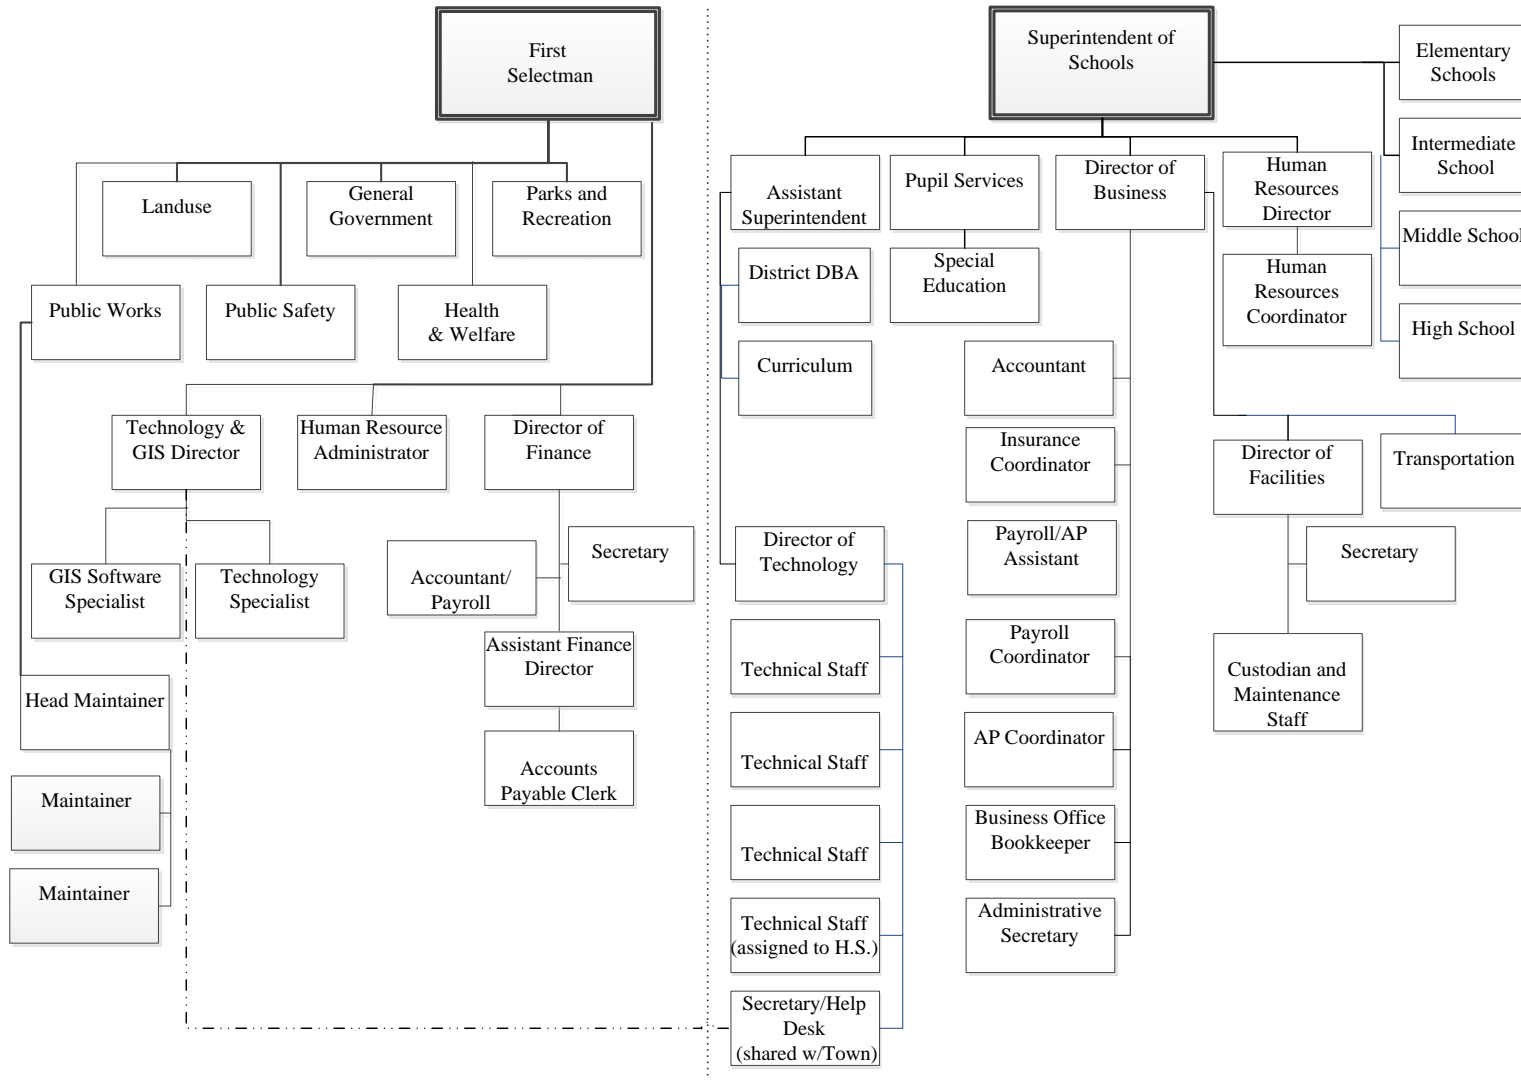 First
Selectman
Superintendent of
Schools
Elementary
Schools
Intermediate
School
Middle School
High School
Landuse
General
Government
Parks and
Recreation
Public Works
Public Safety
Health
& Welfare
Assistant
Superintendent
Pupil Services
Director of
Business
Human
Resources
Director
District DBA
Special
Education
Human
Resources
Coordinator
Curriculum
Accountant
Technology &
GIS Director
Human Resource
Administrator
Director of
Finance
Insurance
Coordinator
Director of
Facilities
Transportation
GIS Software
Specialist
Technology
Specialist
Accountant/
Payroll
Secretary
Director of
Technology
Payroll/AP
Assistant
Secretary
Assistant Finance
Director
Technical Staff
Payroll
Coordinator
Custodian and
Maintenance
Staff
Head Maintainer
Accounts
Payable Clerk
Technical Staff
AP Coordinator
Maintainer
Technical Staff
Business Office
Bookkeeper
Maintainer
Technical Staff
(assigned to H.S.)
Administrative
Secretary
Secretary/Help
Desk
(shared w/Town)